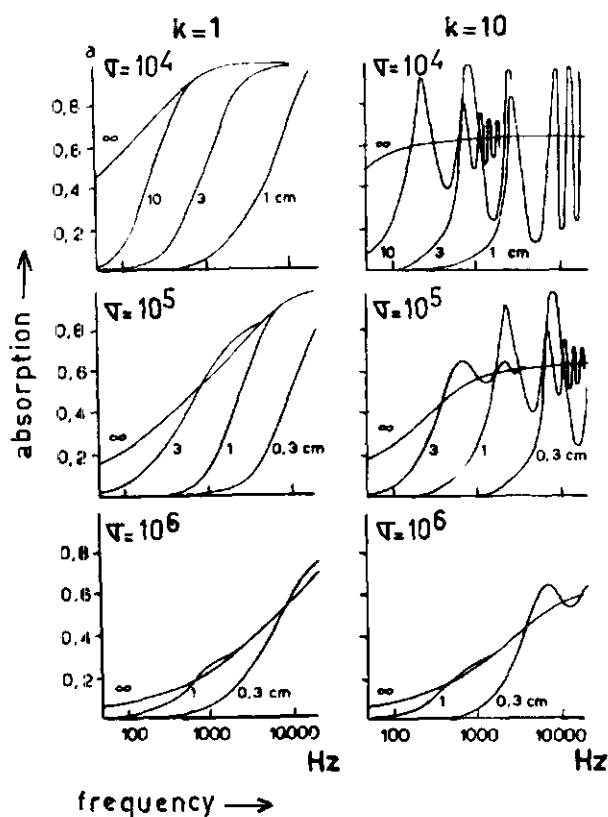 k=1
k=10
a
σ=10⁴
σ=10⁴
0,8
0,6
0,4
0,2
∞
10
3
1 cm
∞
10
3
1 cm
σ=10⁵
σ=10⁵
0,8
0,6
0,4
0,2
∞
3
1
0,3 cm
∞
3
1
0,3 cm
σ=10⁶
σ=10⁶
0,8
0,6
0,4
0,2
∞
1
0,3 cm
∞
1
0,3 cm
100 1000 10000
100 1000 10000
Hz
Hz
absorption →
frequency →